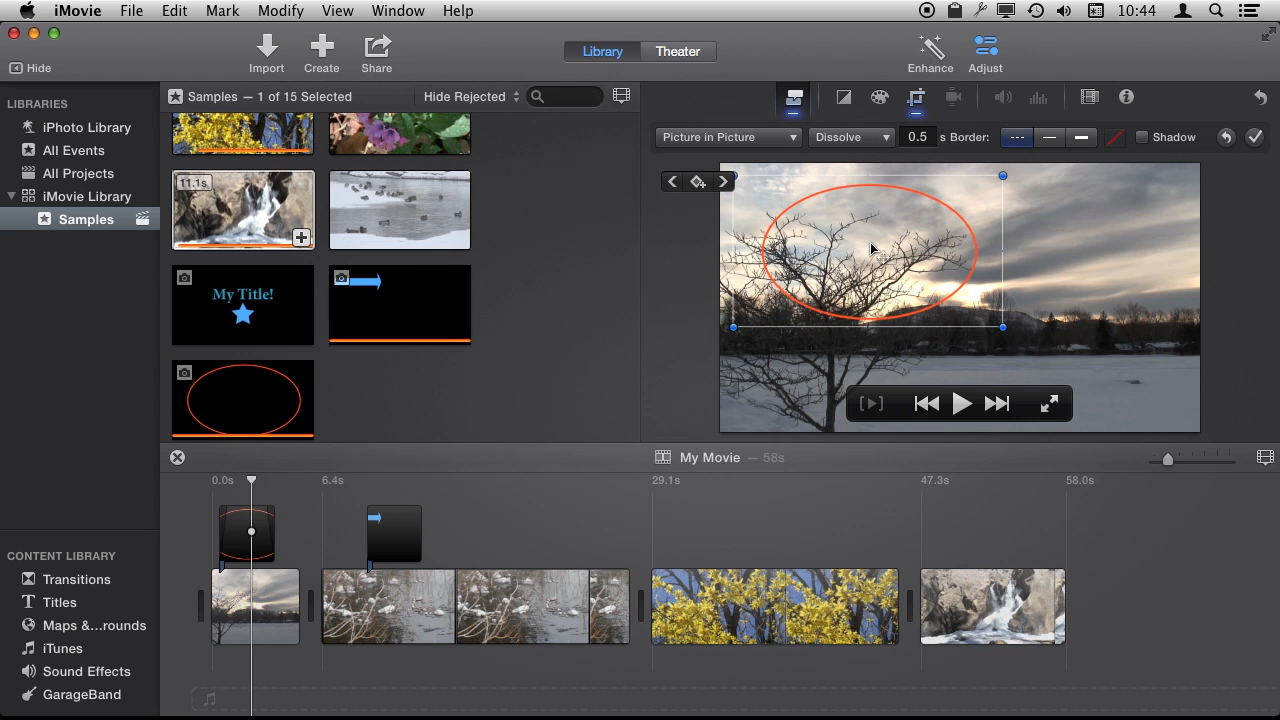 iMovie File Edit Mark Modify View Window Help 10:44
Hide Import Create Share Library Theater Enhance Adjust
LIBRARIES
iPhoto Library
All Events
All Projects
iMovie Library
Samples
Samples — 1 of 15 Selected Hide Rejected
11.1s
My Title!
Picture in Picture Dissolve 0.5 s Border: Shadow
My Movie — 58s
0.0s 6.4s 29.1s 47.3s 58.0s
CONTENT LIBRARY
Transitions
Titles
Maps &...rounds
iTunes
Sound Effects
GarageBand